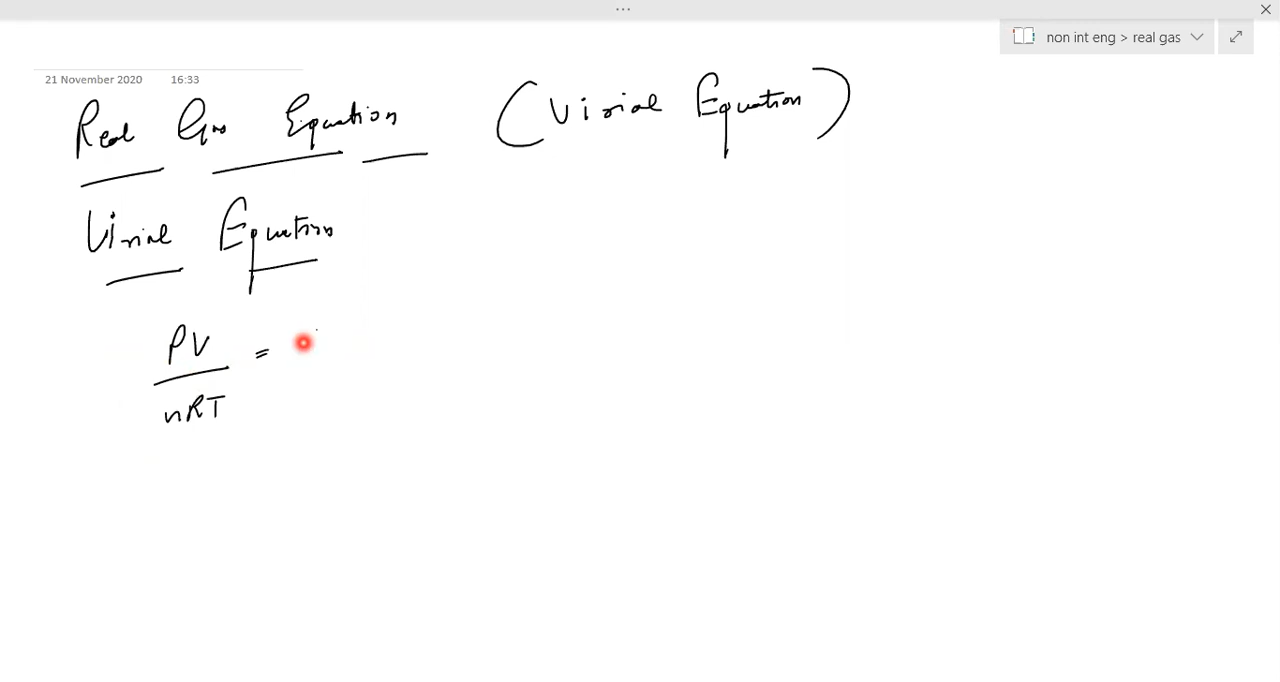 ...
non int eng > real gas
21 November 2020 16:33
Real Gas Equation (Virial Equation)
Virial Equation
PV
=
nRT